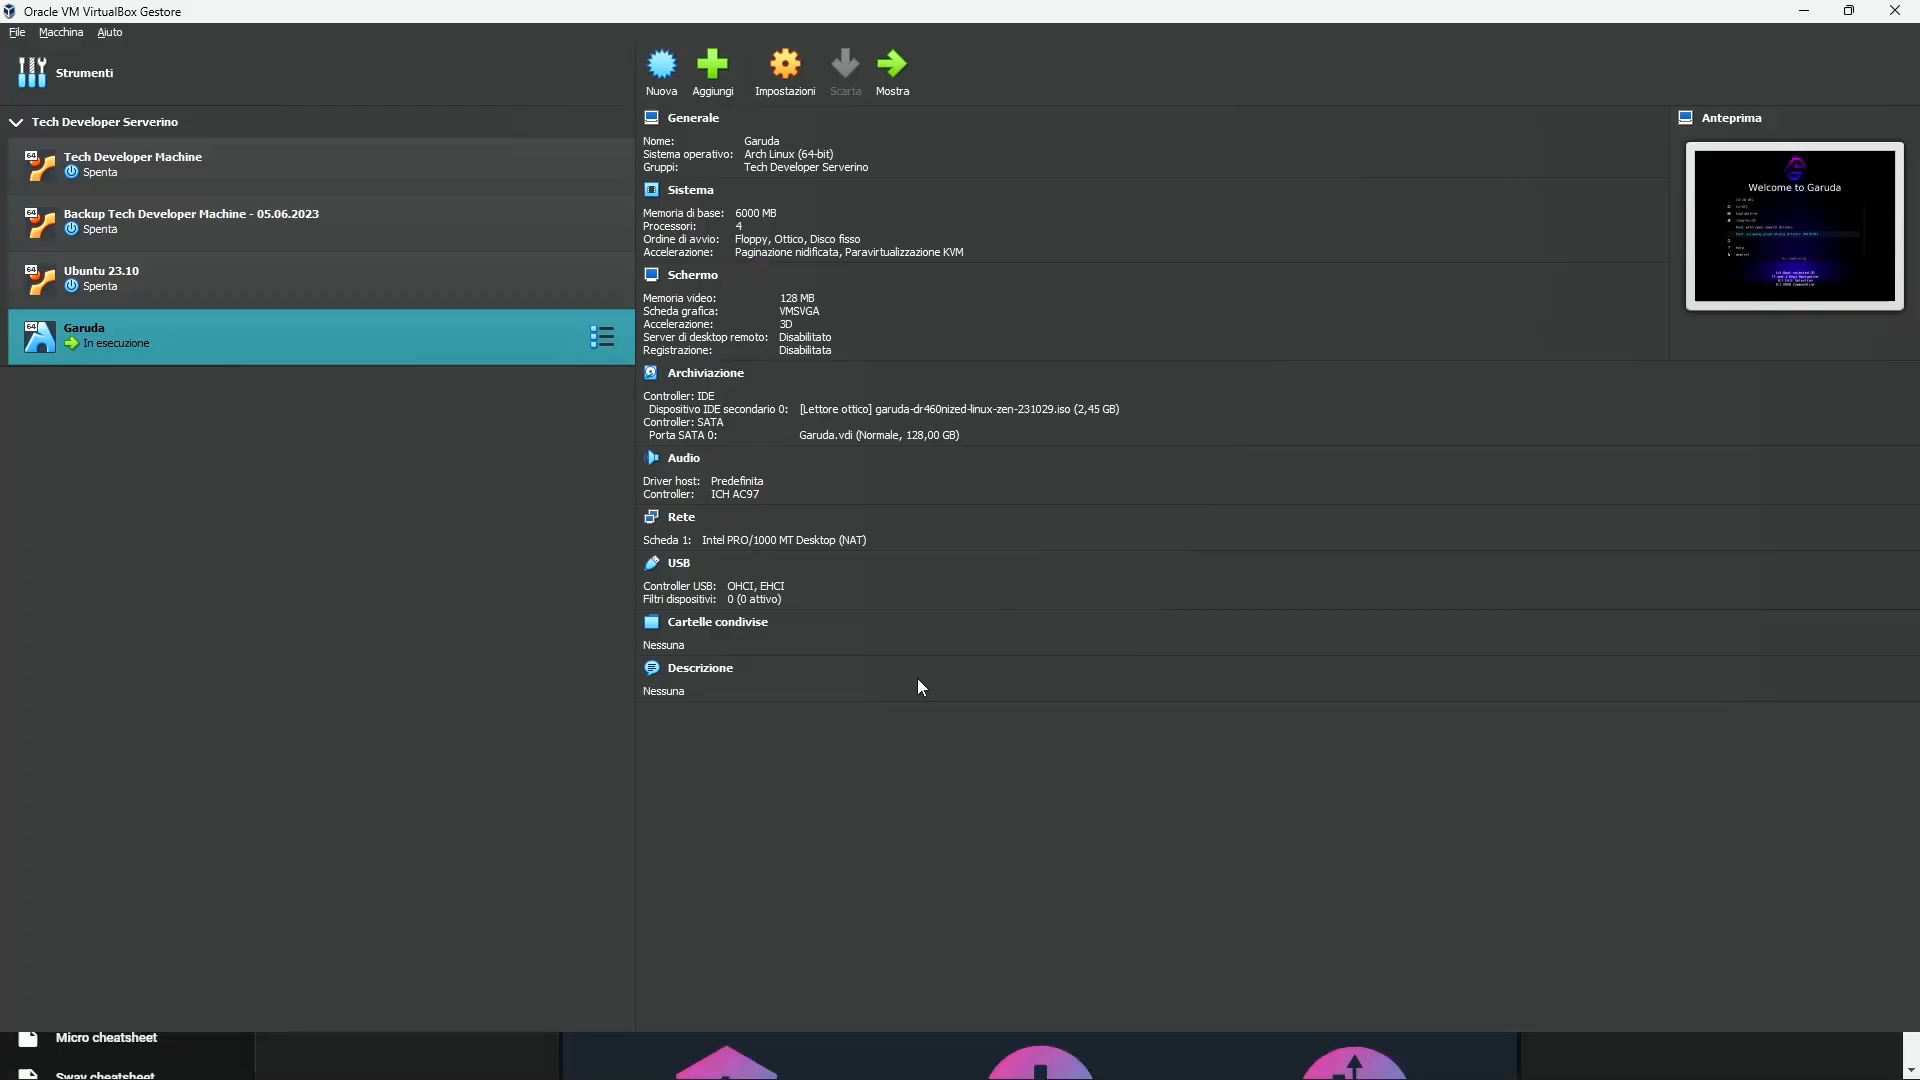 Oracle VM VirtualBox Gestore
File Macchina Aiuto
Strumenti
Nuova Aggiungi Impostazioni Scarta Mostra
Tech Developer Serverino
64 Tech Developer Machine
Spenta
64 Backup Tech Developer Machine - 05.06.2023
Spenta
64 Ubuntu 23.10
Spenta
64 Garuda
In esecuzione
Generale
Nome: Garuda
Sistema operativo: Arch Linux (64-bit)
Gruppi: Tech Developer Serverino
Sistema
Memoria di base: 6000 MB
Processori: 4
Ordine di avvio: Floppy, Ottico, Disco fisso
Accelerazione: Paginazione nidificata, Paravirtualizzazione KVM
Schermo
Memoria video: 128 MB
Scheda grafica: VMSVGA
Accelerazione: 3D
Server di desktop remoto: Disabilitato
Registrazione: Disabilitata
Archiviazione
Controller: IDE
Dispositivo IDE secondario 0: [Lettore ottico] garuda-dr460nized-linux-zen-231029.iso (2,45 GB)
Controller: SATA
Porta SATA 0: Garuda.vdi (Normale, 128,00 GB)
Audio
Driver host: Predefinita
Controller: ICH AC97
Rete
Scheda 1: Intel PRO/1000 MT Desktop (NAT)
USB
Controller USB: OHCI, EHCI
Filtri dispositivi: 0 (0 attivo)
Cartelle condivise
Nessuna
Descrizione
Nessuna
Anteprima
Welcome to Garuda
Micro cheatsheet
Sway cheatsheet